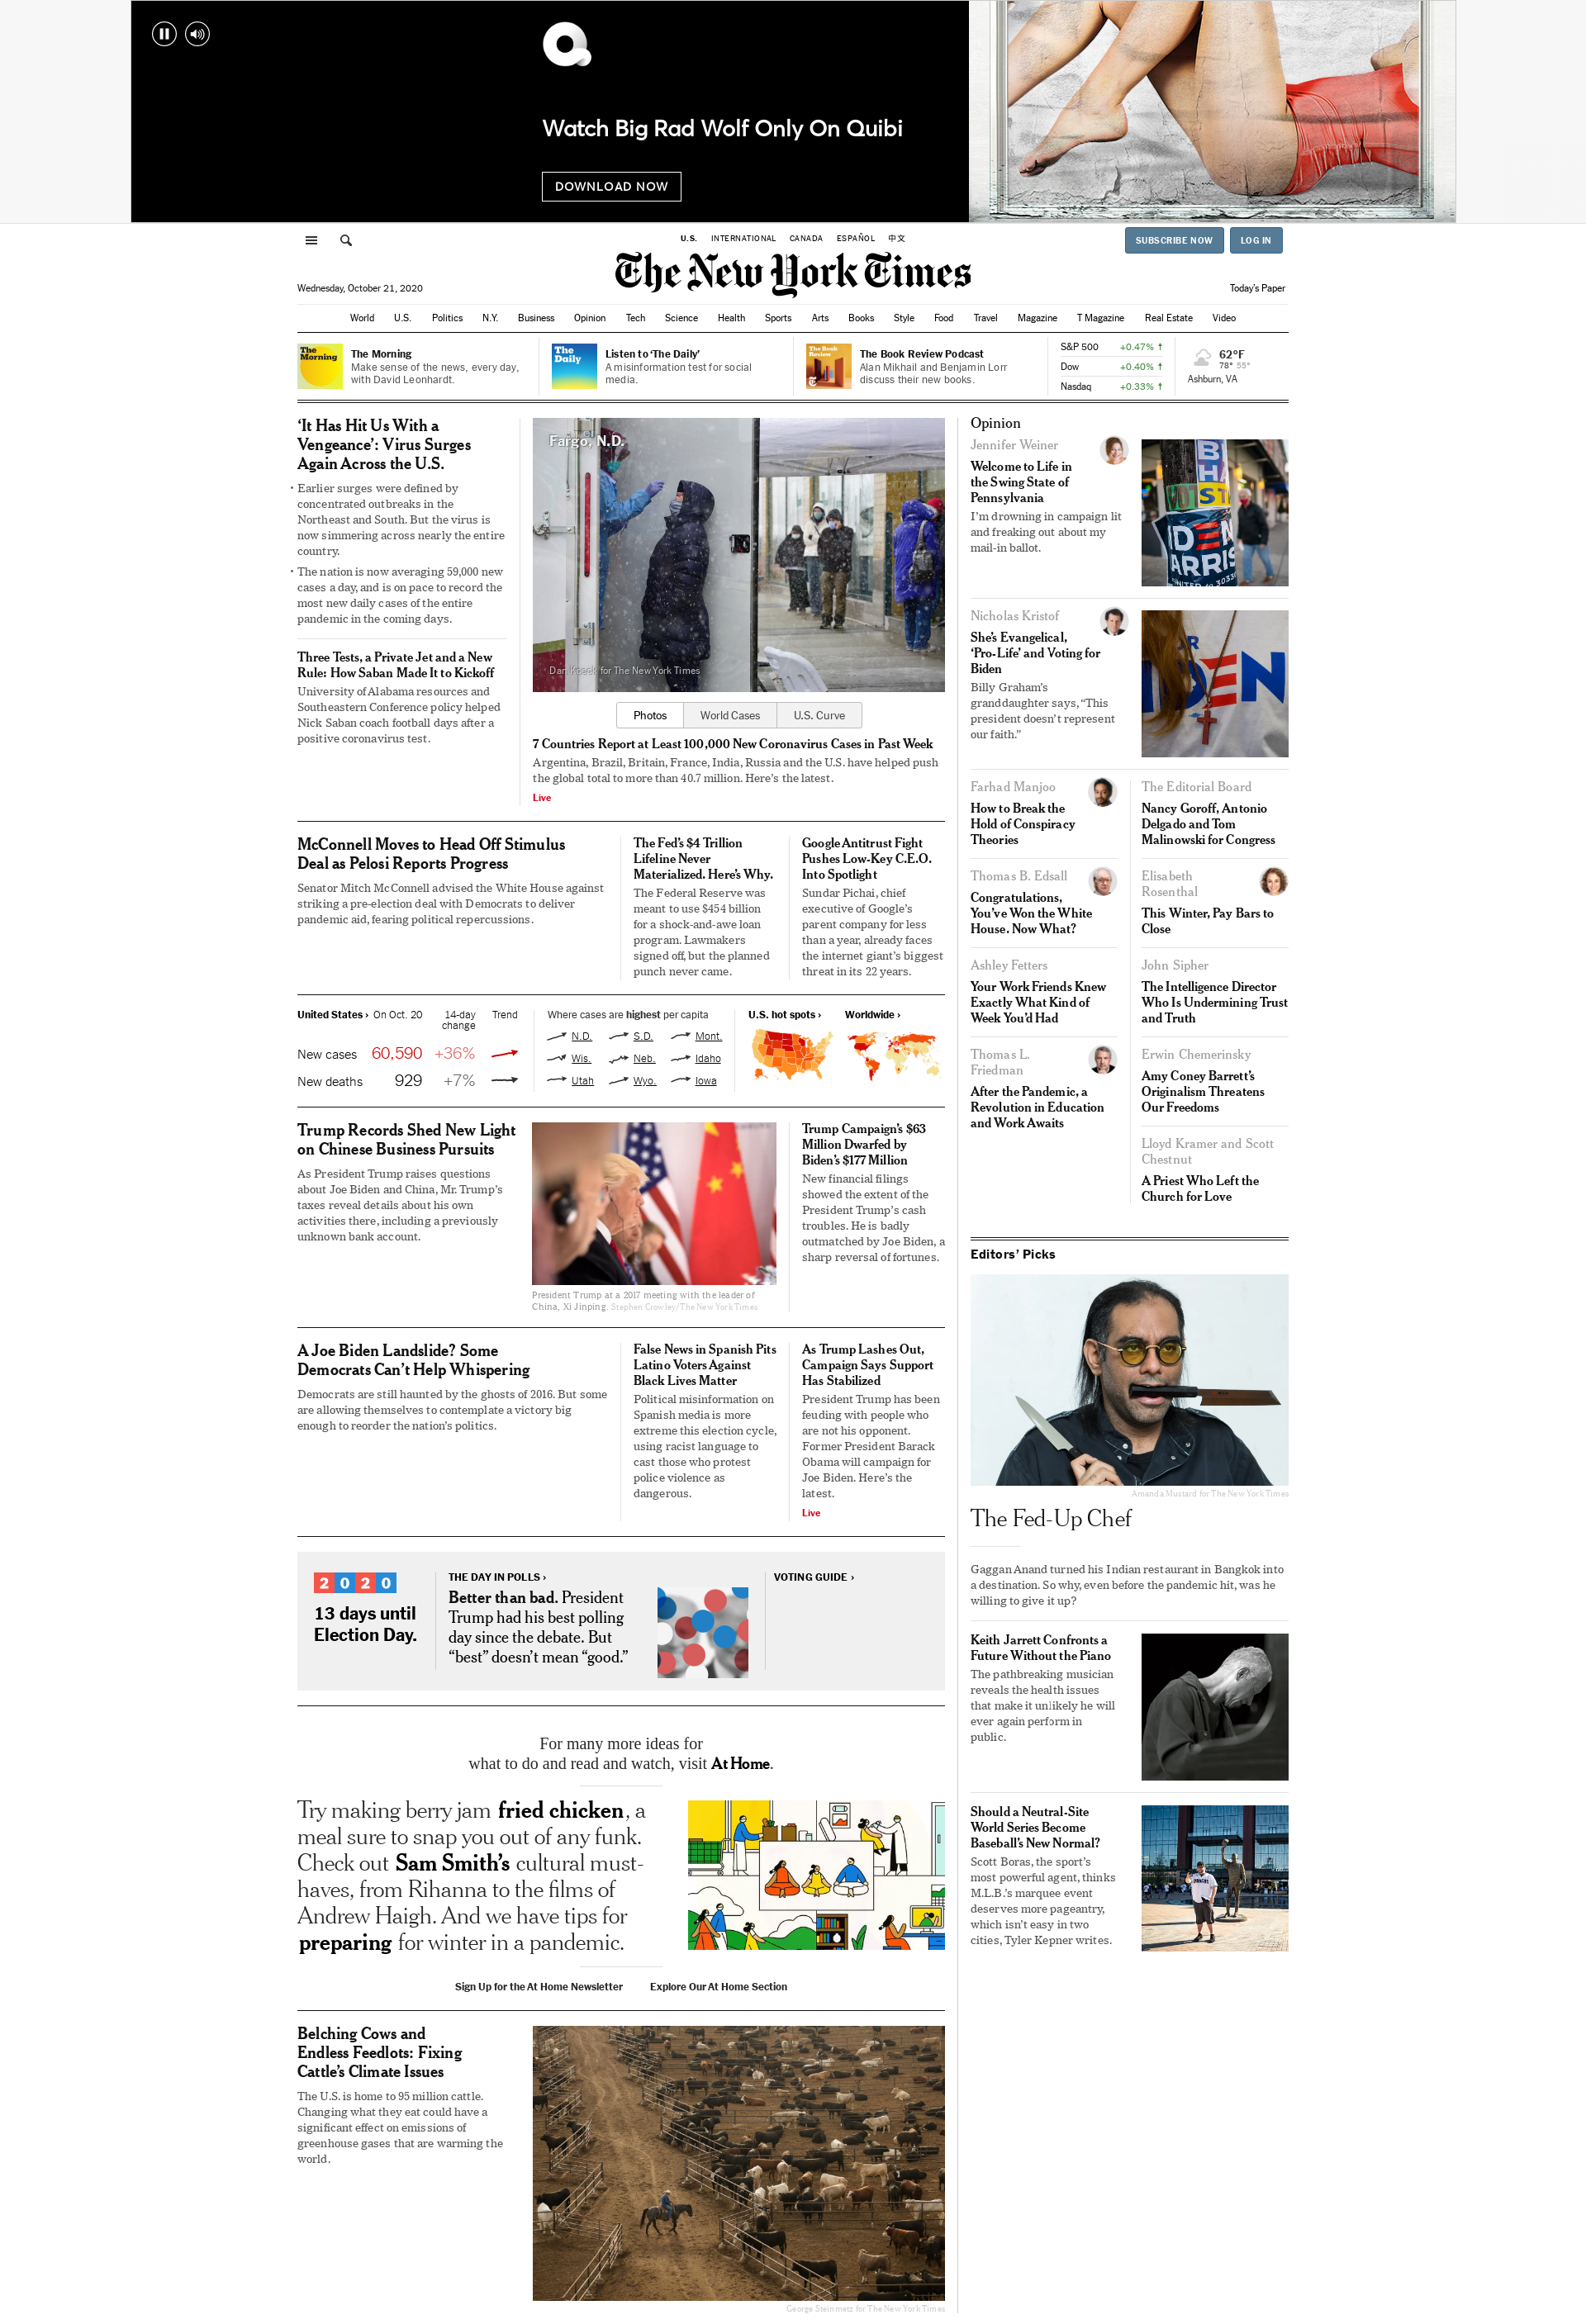 Watch Big Rad Wolf Only On Quibi
DOWNLOAD NOW
U.S. INTERNATIONAL CANADA ESPAÑOL 中文
SUBSCRIBE NOW LOG IN
The New York Times
Wednesday, October 21, 2020
Today's Paper
World U.S. Politics N.Y. Business Opinion Tech Science Health Sports Arts Books Style Food Travel Magazine T Magazine Real Estate Video
The Morning
The Morning
Make sense of the news, every day,
with David Leonhardt.
The Daily
Listen to ‘The Daily’
A misinformation test for social
media.
The Book Review
The Book Review Podcast
Alan Mikhail and Benjamin Lorr
discuss their new books.
S&P 500 +0.47% ↑
Dow +0.40% ↑
Nasdaq +0.33% ↑
62°F
78° 55°
Ashburn, VA
‘It Has Hit Us With a
Vengeance’: Virus Surges
Again Across the U.S.
• Earlier surges were defined by
concentrated outbreaks in the
Northeast and South. But the virus is
now simmering across nearly the entire
country.
• The nation is now averaging 59,000 new
cases a day, and is on pace to record the
most new daily cases of the entire
pandemic in the coming days.
Three Tests, a Private Jet and a New
Rule: How Saban Made It to Kickoff
University of Alabama resources and
Southeastern Conference policy helped
Nick Saban coach football days after a
positive coronavirus test.
Fargo, N.D.
Dan Koeck for The New York Times
Photos World Cases U.S. Curve
7 Countries Report at Least 100,000 New Coronavirus Cases in Past Week
Argentina, Brazil, Britain, France, India, Russia and the U.S. have helped push
the global total to more than 40.7 million. Here’s the latest.
Live
McConnell Moves to Head Off Stimulus
Deal as Pelosi Reports Progress
Senator Mitch McConnell advised the White House against
striking a pre-election deal with Democrats to deliver
pandemic aid, fearing political repercussions.
The Fed’s $4 Trillion
Lifeline Never
Materialized. Here’s Why.
The Federal Reserve was
meant to use $454 billion
for a shock-and-awe loan
program. Lawmakers
signed off, but the planned
punch never came.
Google Antitrust Fight
Pushes Low-Key C.E.O.
Into Spotlight
Sundar Pichai, chief
executive of Google’s
parent company for less
than a year, already faces
the internet giant’s biggest
threat in its 22 years.
United States › On Oct. 20 14-day
change Trend
New cases 60,590 +36%
New deaths 929 +7%
Where cases are highest per capita
N.D. S.D. Mont.
Wis. Neb. Idaho
Utah Wyo. Iowa
U.S. hot spots › Worldwide ›
Trump Records Shed New Light
on Chinese Business Pursuits
As President Trump raises questions
about Joe Biden and China, Mr. Trump’s
taxes reveal details about his own
activities there, including a previously
unknown bank account.
President Trump at a 2017 meeting with the leader of
China, Xi Jinping. Stephen Crowley/The New York Times
Trump Campaign’s $63
Million Dwarfed by
Biden’s $177 Million
New financial filings
showed the extent of the
President Trump’s cash
troubles. He is badly
outmatched by Joe Biden, a
sharp reversal of fortunes.
A Joe Biden Landslide? Some
Democrats Can’t Help Whispering
Democrats are still haunted by the ghosts of 2016. But some
are allowing themselves to contemplate a victory big
enough to reorder the nation’s politics.
False News in Spanish Pits
Latino Voters Against
Black Lives Matter
Political misinformation on
Spanish media is more
extreme this election cycle,
using racist language to
cast those who protest
police violence as
dangerous.
As Trump Lashes Out,
Campaign Says Support
Has Stabilized
President Trump has been
feuding with people who
are not his opponent.
Former President Barack
Obama will campaign for
Joe Biden. Here’s the
latest.
Live
2020
13 days until
Election Day.
THE DAY IN POLLS ›
Better than bad. President
Trump had his best polling
day since the debate. But
“best” doesn’t mean “good.”
VOTING GUIDE ›
For many more ideas for
what to do and read and watch, visit At Home.
Try making berry jam fried chicken, a
meal sure to snap you out of any funk.
Check out Sam Smith’s cultural must-
haves, from Rihanna to the films of
Andrew Haigh. And we have tips for
preparing for winter in a pandemic.
Sign Up for the At Home Newsletter Explore Our At Home Section
Belching Cows and
Endless Feedlots: Fixing
Cattle’s Climate Issues
The U.S. is home to 95 million cattle.
Changing what they eat could have a
significant effect on emissions of
greenhouse gases that are warming the
world.
George Steinmetz for The New York Times
Opinion
Jennifer Weiner
Welcome to Life in
the Swing State of
Pennsylvania
I’m drowning in campaign lit
and freaking out about my
mail-in ballot.
Nicholas Kristof
She’s Evangelical,
‘Pro-Life’ and Voting for
Biden
Billy Graham’s
granddaughter says, “This
president doesn’t represent
our faith.”
Farhad Manjoo
How to Break the
Hold of Conspiracy
Theories
The Editorial Board
Nancy Goroff, Antonio
Delgado and Tom
Malinowski for Congress
Thomas B. Edsall
Congratulations,
You’ve Won the White
House. Now What?
Elisabeth
Rosenthal
This Winter, Pay Bars to
Close
Ashley Fetters
Your Work Friends Knew
Exactly What Kind of
Week You’d Had
John Sipher
The Intelligence Director
Who Is Undermining Trust
and Truth
Thomas L.
Friedman
After the Pandemic, a
Revolution in Education
and Work Awaits
Erwin Chemerinsky
Amy Coney Barrett’s
Originalism Threatens
Our Freedoms
Lloyd Kramer and Scott
Chestnut
A Priest Who Left the
Church for Love
Editors’ Picks
Amanda Mustard for The New York Times
The Fed-Up Chef
Gaggan Anand turned his Indian restaurant in Bangkok into
a destination. So why, even before the pandemic hit, was he
willing to give it up?
Keith Jarrett Confronts a
Future Without the Piano
The pathbreaking musician
reveals the health issues
that make it unlikely he will
ever again perform in
public.
Should a Neutral-Site
World Series Become
Baseball’s New Normal?
Scott Boras, the sport’s
most powerful agent, thinks
M.L.B.’s marquee event
deserves more pageantry,
which isn’t easy in two
cities, Tyler Kepner writes.